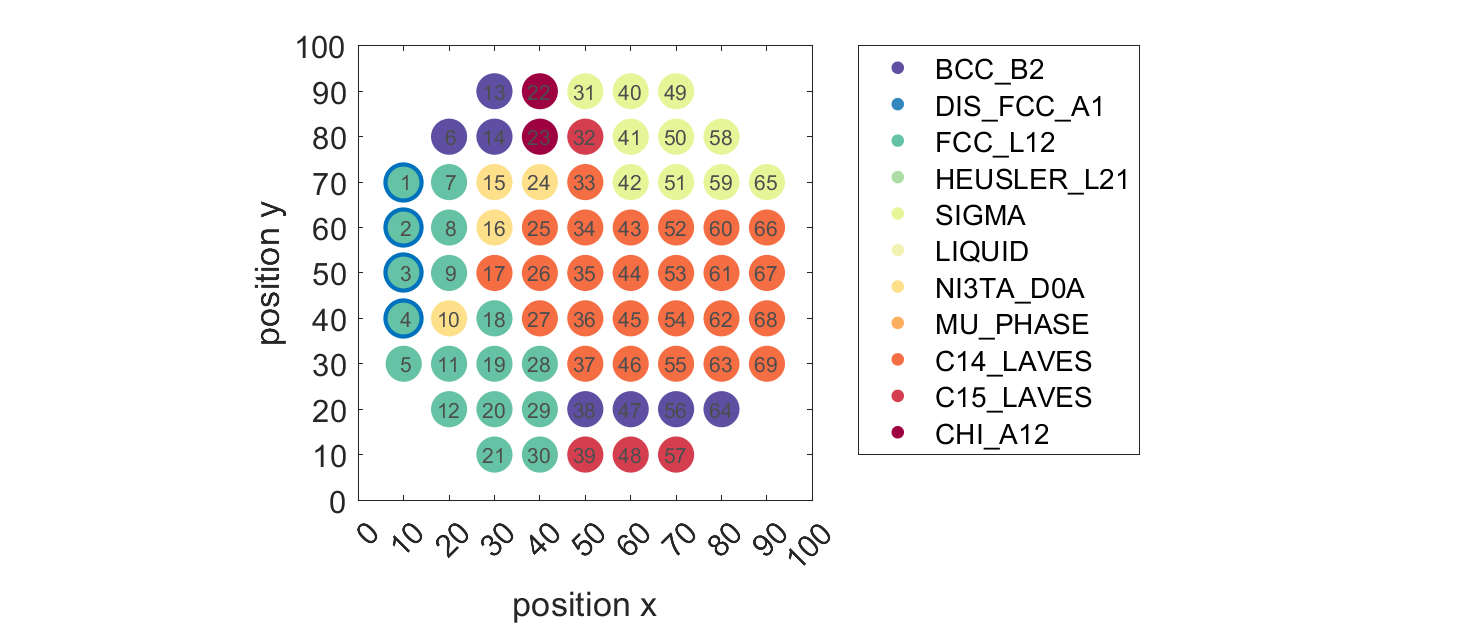 100
90
80
70
60
50
40
30
20
10
0
position y
13 22 31 40 49
6 14 23 32 41 50 58
1 7 15 24 33 42 51 59 65
2 8 16 25 34 43 52 60 66
3 9 17 26 35 44 53 61 67
4 10 18 27 36 45 54 62 68
5 11 19 28 37 46 55 63 69
12 20 29 38 47 56 64
21 30 39 48 57
0 10 20 30 40 50 60 70 80 90 100
position x
BCC_B2
DIS_FCC_A1
FCC_L12
HEUSLER_L21
SIGMA
LIQUID
NI3TA_D0A
MU_PHASE
C14_LAVES
C15_LAVES
CHI_A12